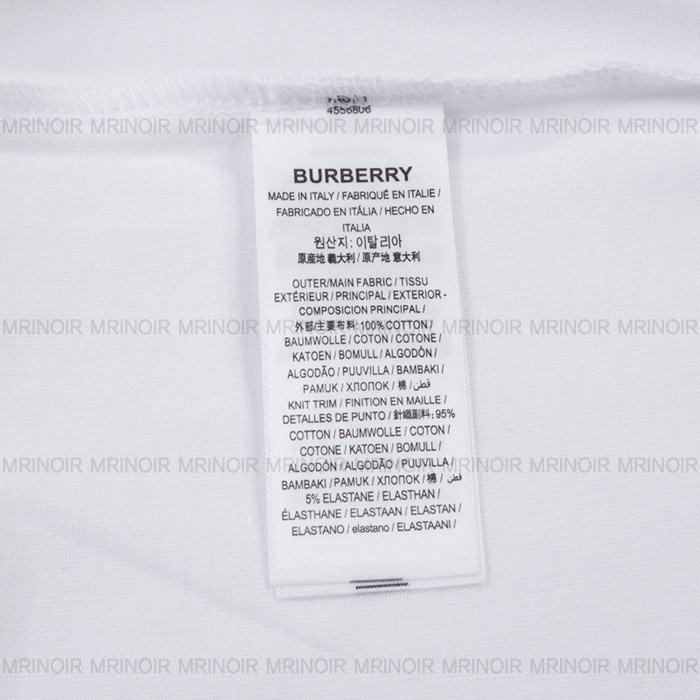 4556806
MRINOIR MRINOIR MRINOIR MRINOIR MRINOIR MRINOIR
BURBERRY
MADE IN ITALY / FABRIQUÉ EN ITALIE /
FABRICADO EN ITÁLIA / HECHO EN
ITALIA
원산지: 이탈리아
原産地 義大利 / 原产地 意大利
OUTER/MAIN FABRIC / TISSU
EXTÉRIEUR / PRINCIPAL / EXTERIOR -
COMPOSICION PRINCIPAL /
外部/主要布料: 100% COTTON /
MRINOIR MRINOIR MRINOIR MRINOIR MRINOIR MRINOIR
BAUMWOLLE / COTON / COTONE /
KATOEN / BOMULL / ALGODÓN /
ALGODÃO / PUUVILLA / BAMBAKI /
PAMUK / ХЛОПОК / 棉 / قطن /
KNIT TRIM / FINITION EN MAILLE /
DETALLES DE PUNTO / 針織副料: 95%
COTTON / BAUMWOLLE / COTON /
COTONE / KATOEN / BOMULL /
ALGODÓN / ALGODÃO / PUUVILLA /
MRINOIR MRINOIR MRINOIR MRINOIR MRINOIR MRINOIR
BAMBAKI / PAMUK / ХЛОПОК / 棉 / قطن
5% ELASTANE / ELASTHAN /
ÉLASTHANE / ELASTAAN / ELASTAN /
ELASTANO / elastano / ELASTAANI /
MRINOIR MRINOIR MRINOIR MRINOIR MRINOIR MRINOIR